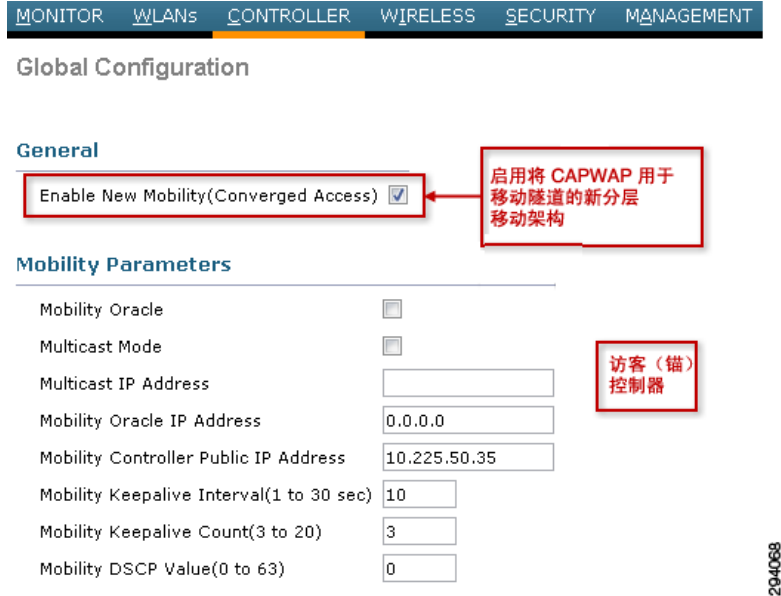 MONITOR WLANs CONTROLLER WIRELESS SECURITY MANAGEMENT
Global Configuration
General
Enable New Mobility(Converged Access)
启用将 CAPWAP 用于
移动隧道的新分层
移动架构
Mobility Parameters
Mobility Oracle
Multicast Mode
Multicast IP Address
访客（锚）
控制器
Mobility Oracle IP Address 0.0.0.0
Mobility Controller Public IP Address 10.225.50.35
Mobility Keepalive Interval(1 to 30 sec) 10
Mobility Keepalive Count(3 to 20) 3
Mobility DSCP Value(0 to 63) 0
294068